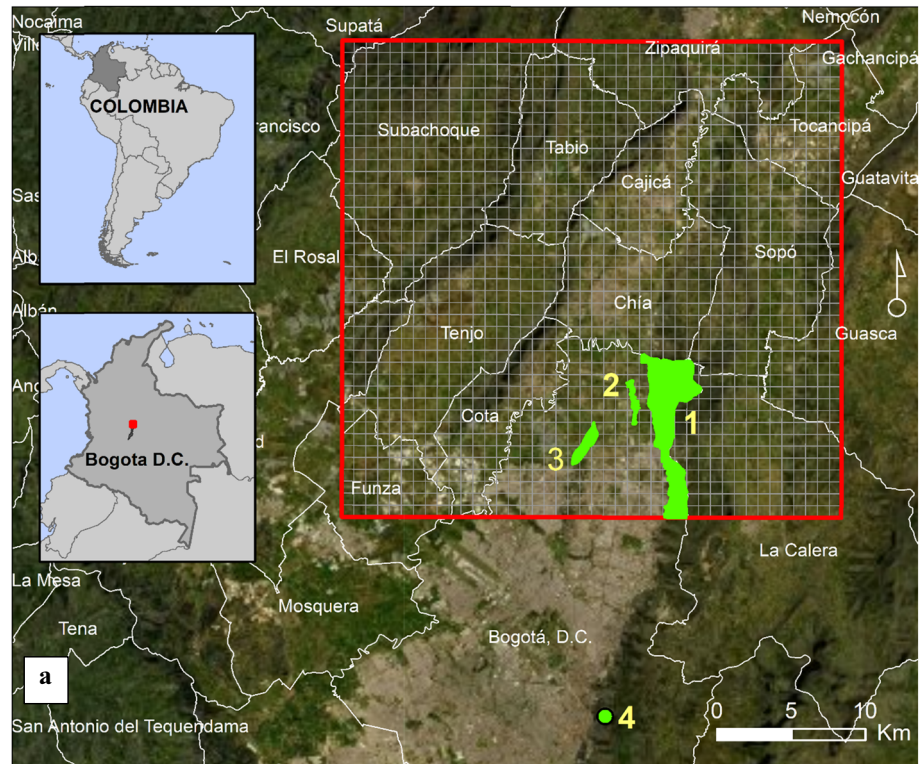 Nocaima
Supatá
Nemocón
Zipaquirá
Gachancipá
COLOMBIA
Subachoque
Tabio
Tocancipá
Cajicá
Guatavita
El Rosal
Sopó
Chía
Albán
Tenjo
Guasca
2
1
Cota
3
Bogota D.C.
Funza
La Calera
La Mesa
Mosquera
Tena
Bogotá, D.C.
a
4
San Antonio del Tequendama
0 5 10
Km